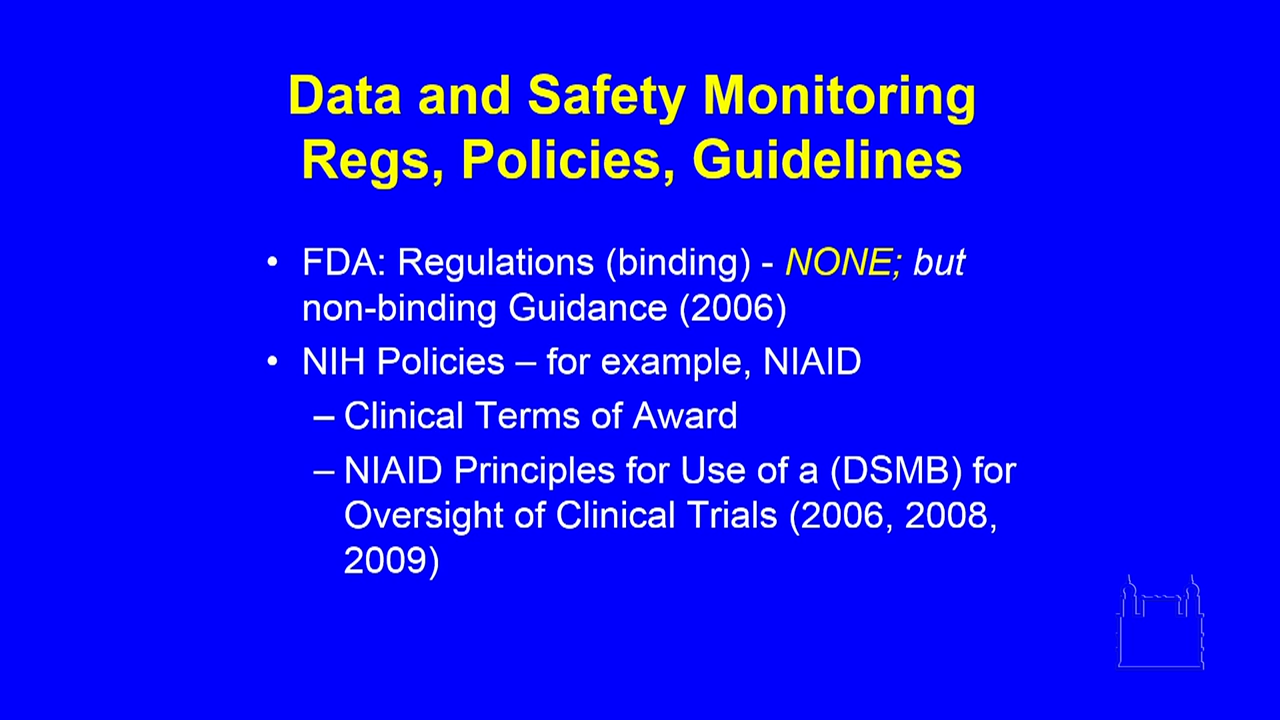 Data and Safety Monitoring
Regs, Policies, Guidelines
• FDA: Regulations (binding) - NONE; but
non-binding Guidance (2006)
• NIH Policies – for example, NIAID
– Clinical Terms of Award
– NIAID Principles for Use of a (DSMB) for
Oversight of Clinical Trials (2006, 2008,
2009)